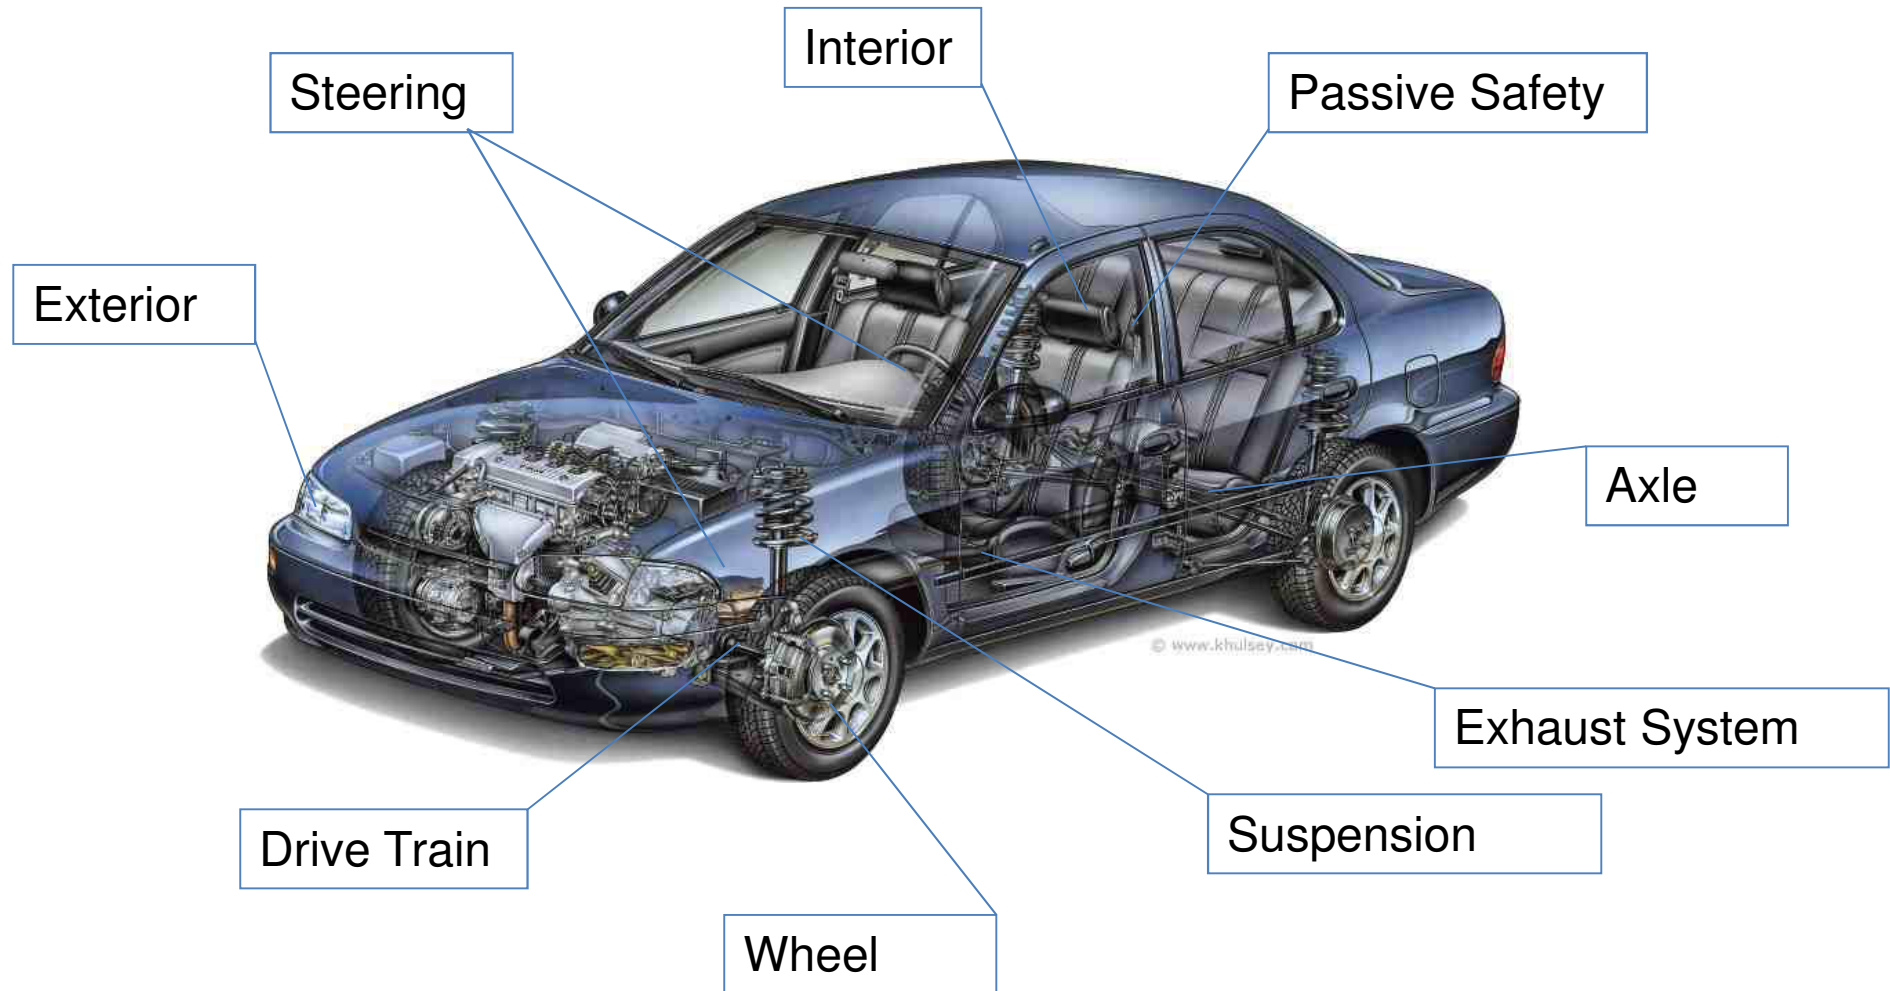 Interior
Steering
Passive Safety
Exterior
Axle
© www.khulsey.com
Exhaust System
Drive Train
Suspension
Wheel